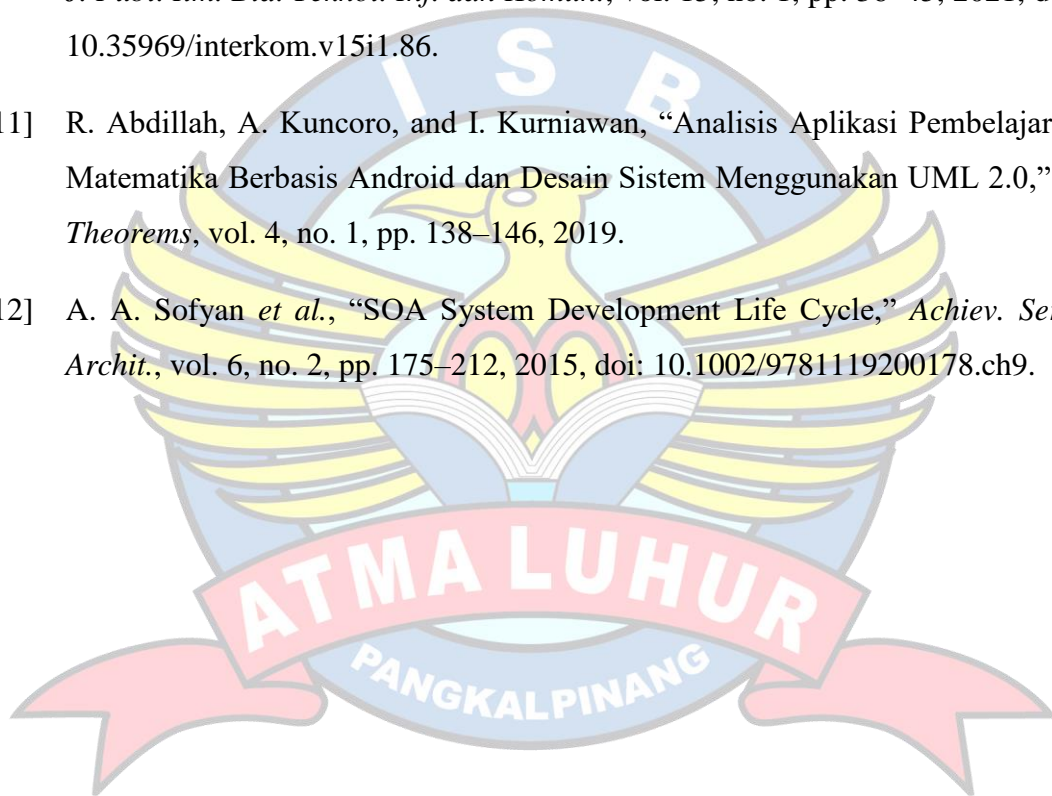 10.35969/interkom.v15i1.86.
11] R. Abdillah, A. Kuncoro, and I. Kurniawan, “Analisis Aplikasi Pembelajar
Matematika Berbasis Android dan Desain Sistem Menggunakan UML 2.0,”
Theorems, vol. 4, no. 1, pp. 138–146, 2019.
12] A. A. Sofyan et al., “SOA System Development Life Cycle,” Achiev. Ser
Archit., vol. 6, no. 2, pp. 175–212, 2015, doi: 10.1002/9781119200178.ch9.
I S B
ATMA LUHUR
PANGKALPINANG